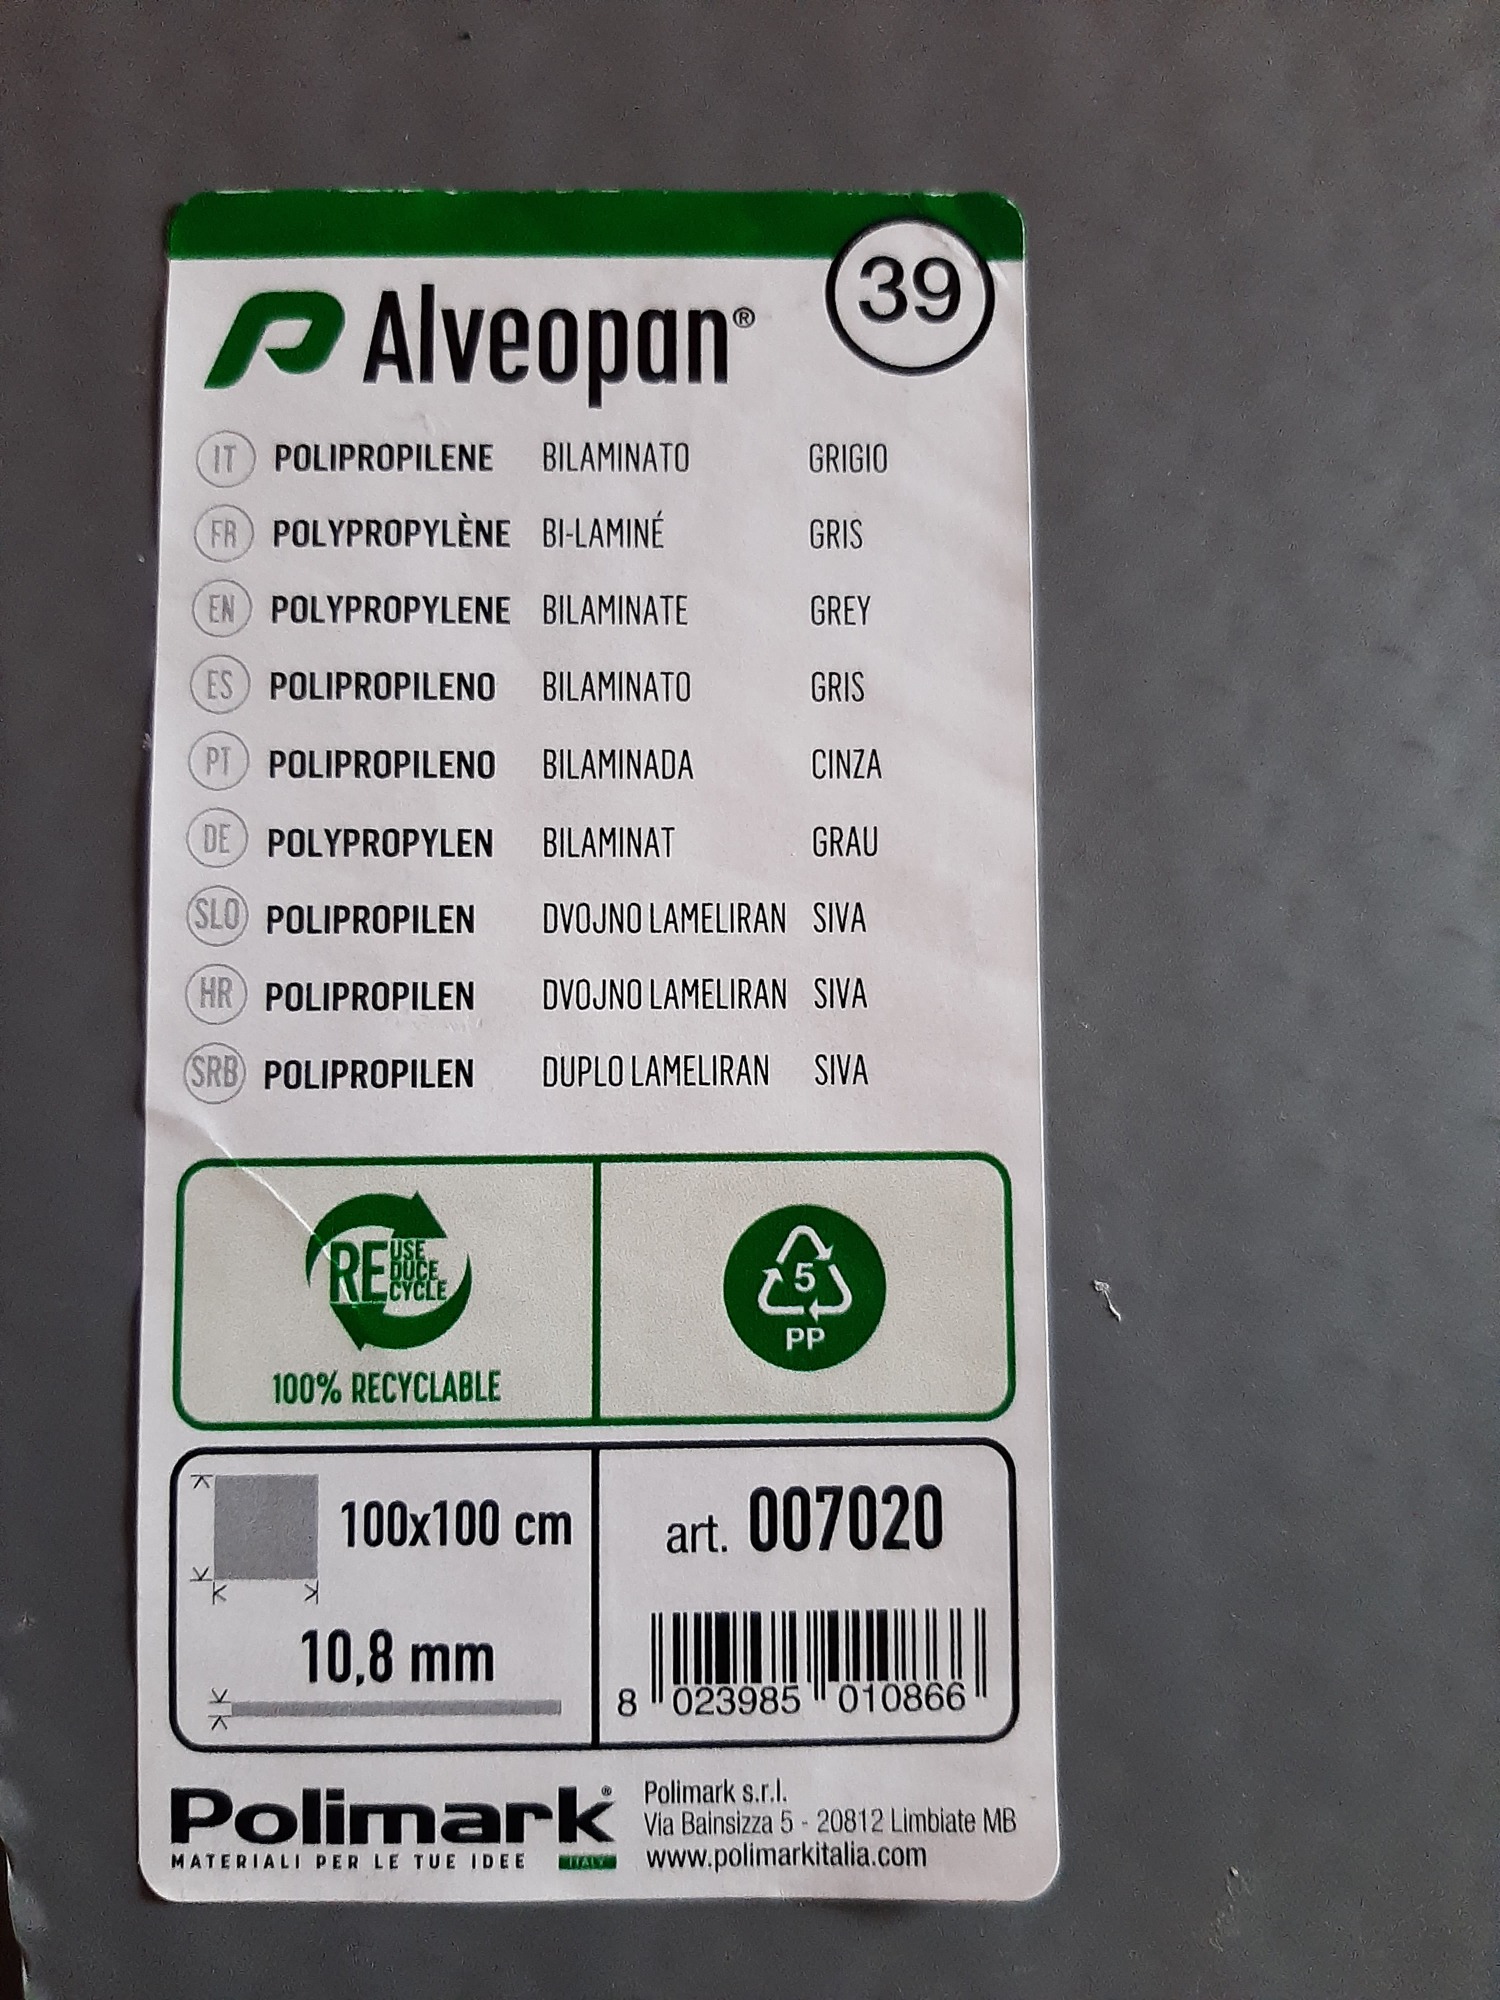 39
Alveopan®
IT POLIPROPILENE BILAMINATO GRIGIO
FR POLYPROPYLÈNE BI-LAMINÉ GRIS
EN POLYPROPYLENE BILAMINATE GREY
ES POLIPROPILENO BILAMINATO GRIS
PT POLIPROPILENO BILAMINADA CINZA
DE POLYPROPYLEN BILAMINAT GRAU
SLO POLIPROPILEN DVOJNO LAMELIRAN SIVA
HR POLIPROPILEN DVOJNO LAMELIRAN SIVA
SRB POLIPROPILEN DUPLO LAMELIRAN SIVA
RE USE DUCE CYCLE
100% RECYCLABLE
5
PP
100x100 cm
10,8 mm
art. 007020
8 023985 010866
Polimark®
MATERIALI PER LE TUE IDEE ITALY
Polimark s.r.l.
Via Bainsizza 5 - 20812 Limbiate MB
www.polimarkitalia.com